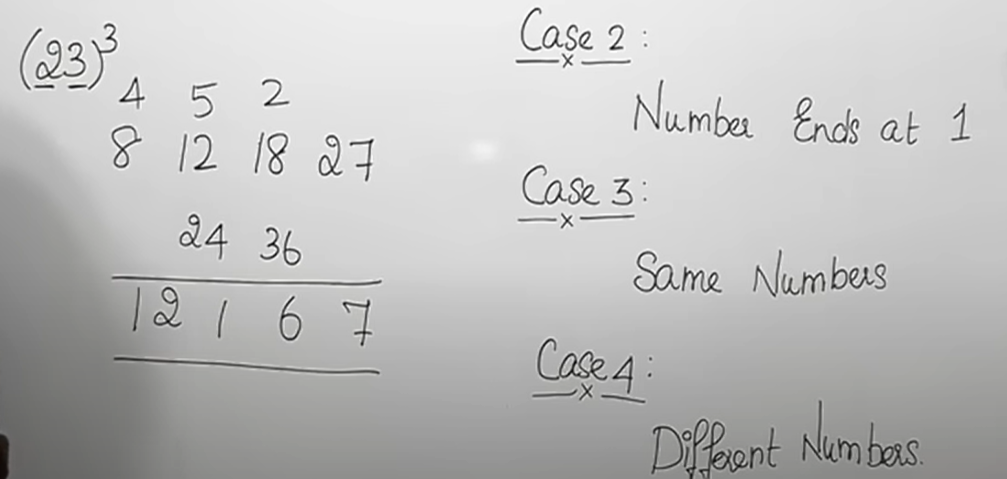 (23)³
4 5 2
8 12 18 27
24 36
12 1 6 7
Case 2 :
Number Ends at 1
Case 3 :
Same Numbers
Case 4 :
Different Numbers.